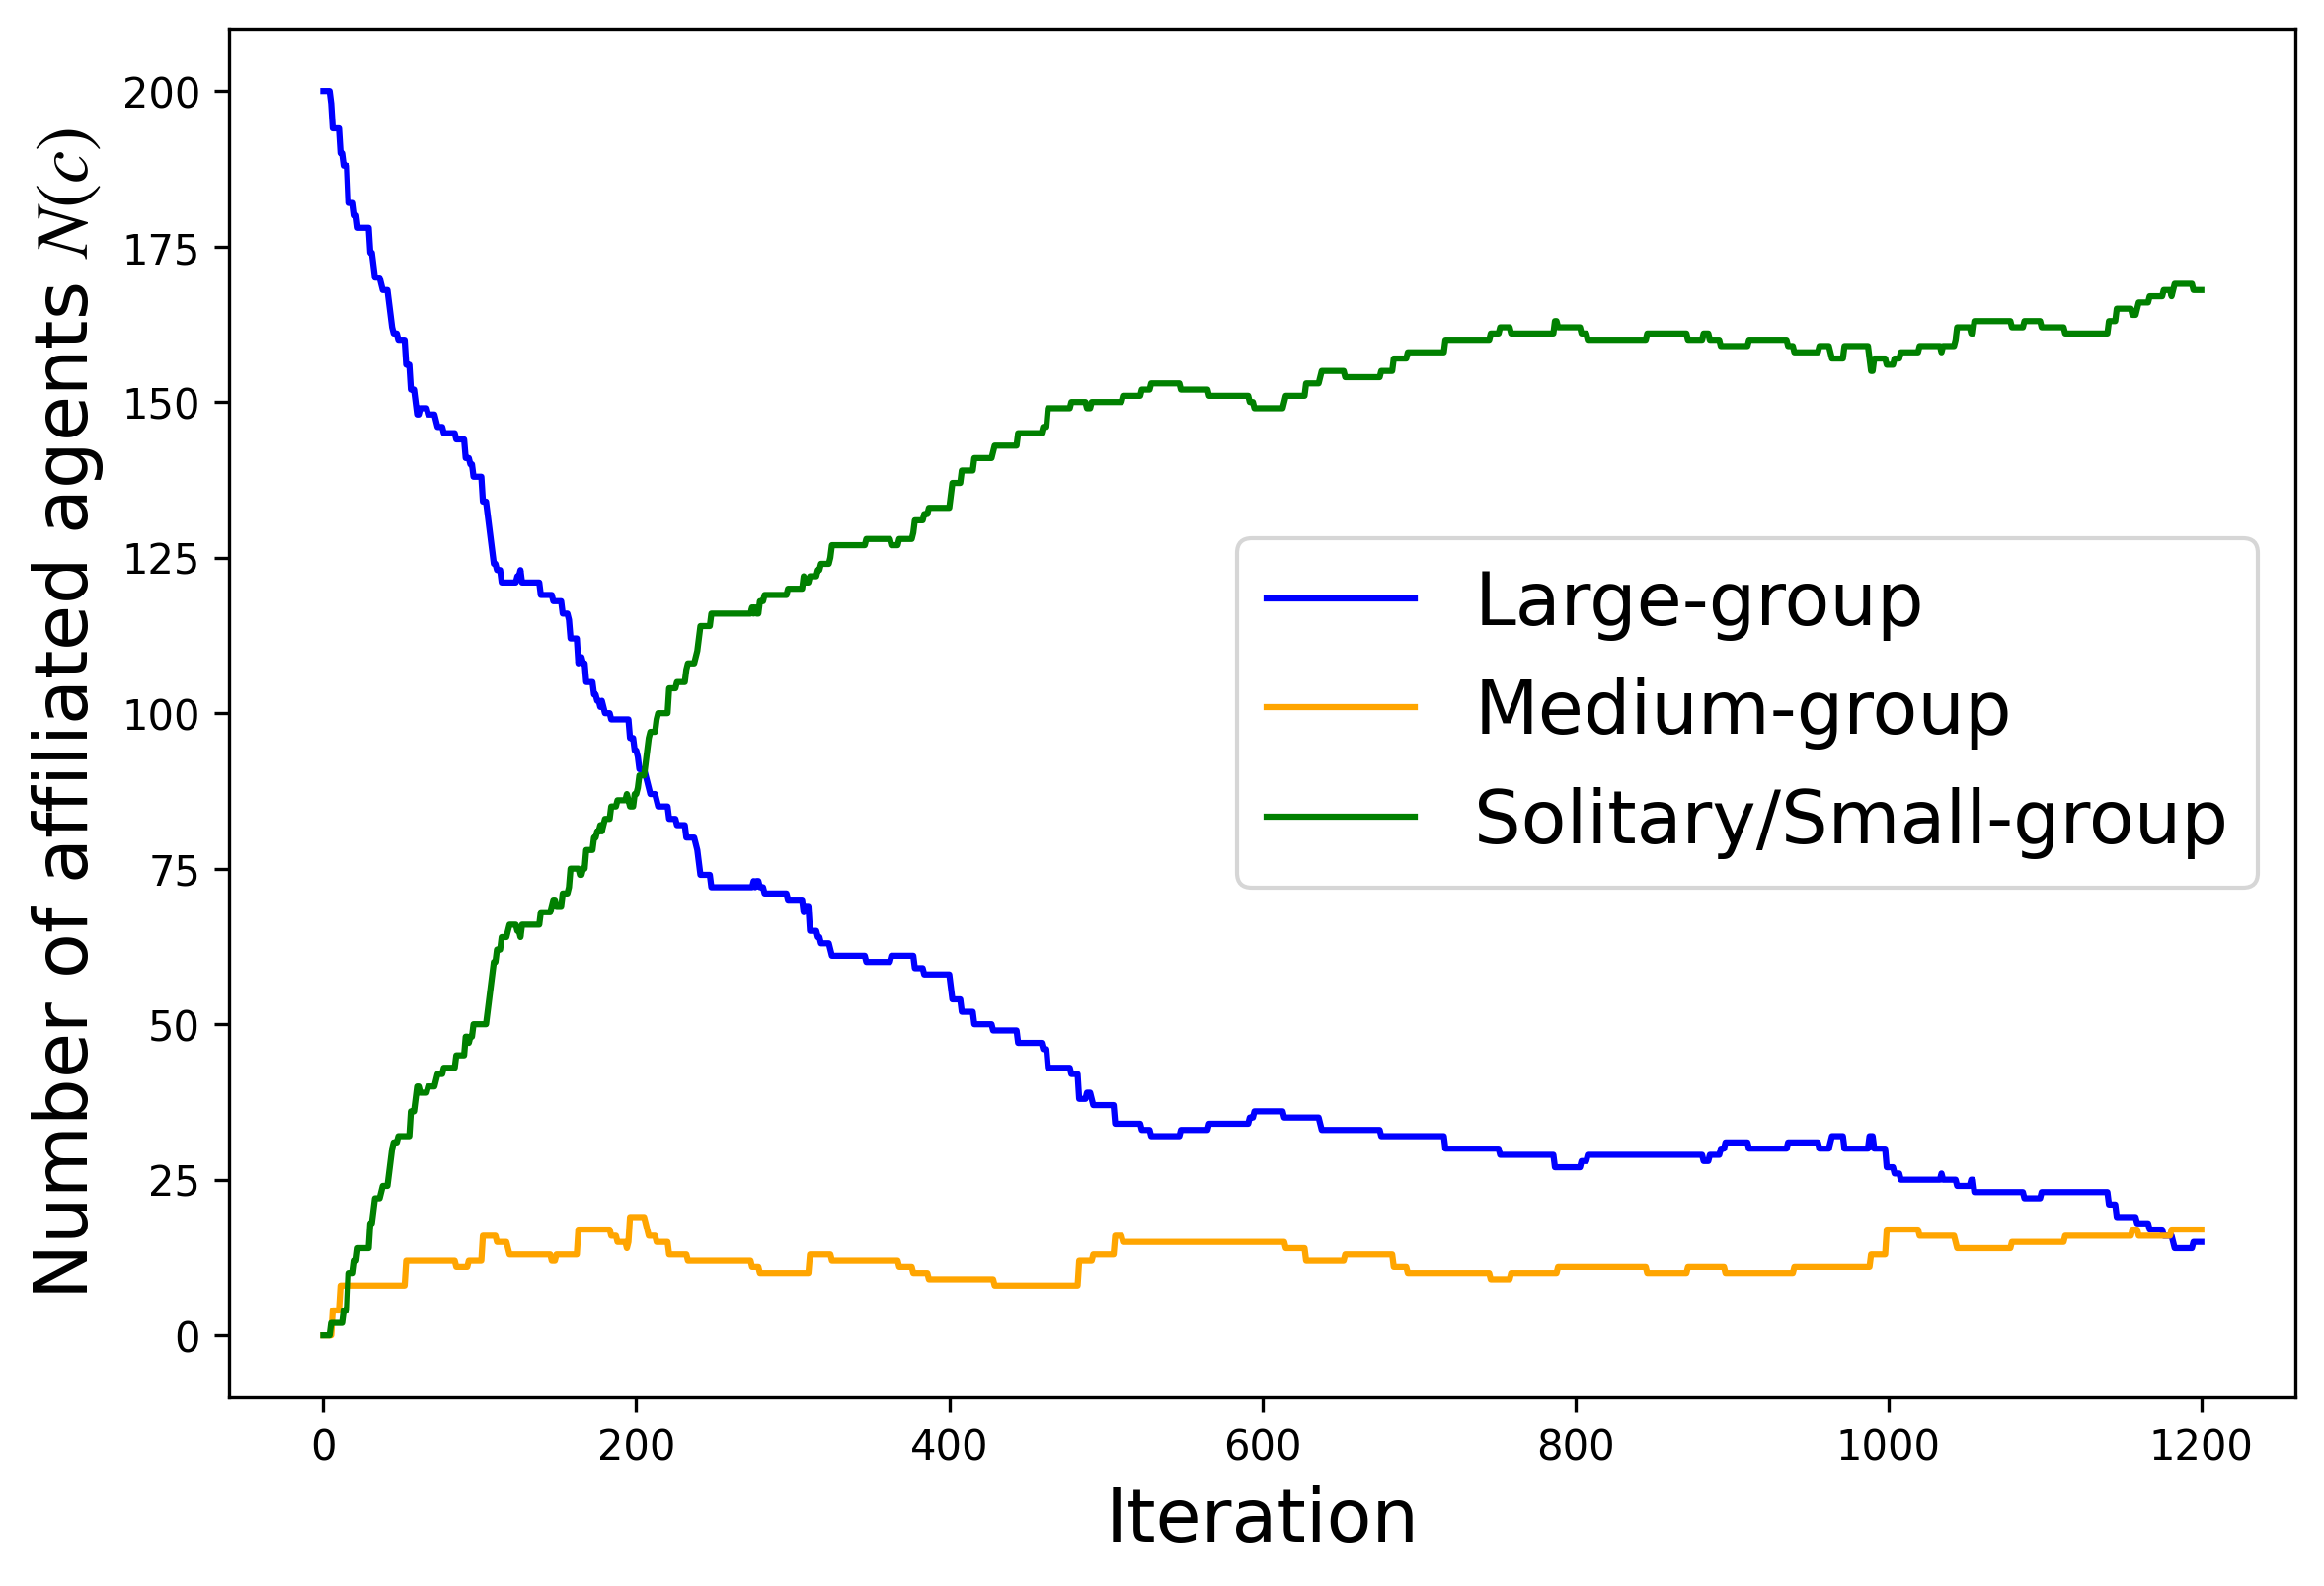 Number of affiliated agents N(c)
200
175
150
125
100
75
50
25
0
Large-group
Medium-group
Solitary/Small-group
0 200 400 600 800 1000 1200
Iteration